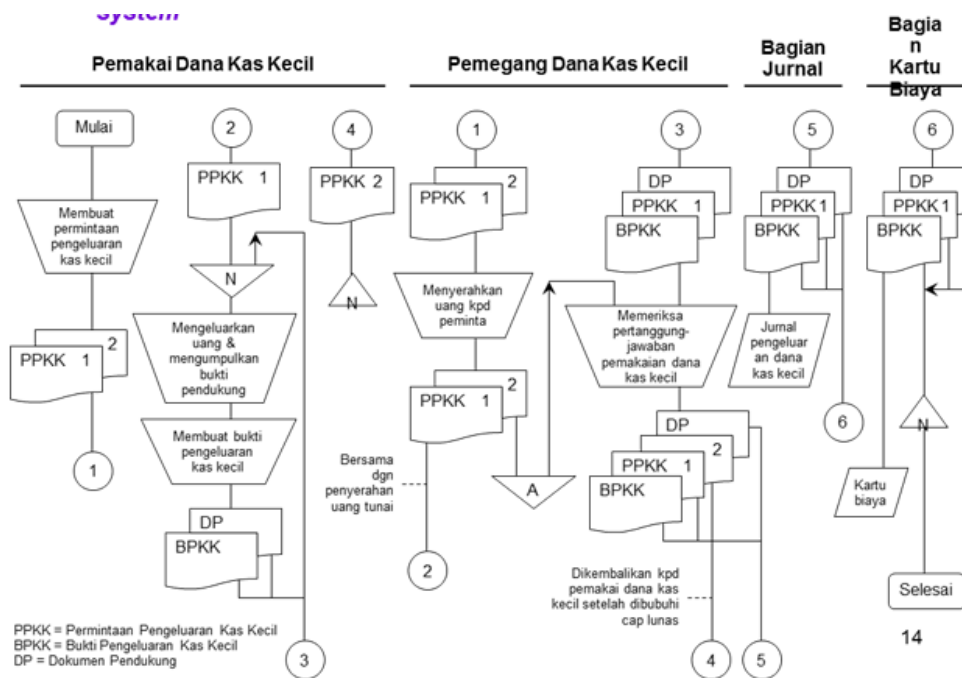 system
Pemakai Dana Kas Kecil
Pemegang Dana Kas Kecil
Bagian
Jurnal
Bagia
n
Kartu
Biaya
Mulai
2
4
1
3
5
6
PPKK 1
PPKK 2
2
PPKK 1
DP
PPKK 1
BPKK
DP
PPKK 1
BPKK
DP
PPKK 1
BPKK
Membuat
permintaan
pengeluaran
kas kecil
N
N
Menyerahkan
uang kpd
peminta
Memeriksa
pertanggung-
jawaban
pemakaian dana
kas kecil
Jurnal
pengeluar
an dana
kas kecil
Mengeluarkan
uang &
mengumpulkan
bukti
pendukung
2
PPKK 1
2
PPKK 1
N
6
Membuat bukti
pengeluaran
kas kecil
1
Bersama
dgn
penyerahan
uang tunai
A
DP
2
PPKK 1
BPKK
Kartu
biaya
DP
BPKK
2
Dikembalikan kpd
pemakai dana kas
kecil setelah dibubuhi
cap lunas
Selesai
PPKK = Permintaan Pengeluaran Kas Kecil
BPKK = Bukti Pengeluaran Kas Kecil
DP = Dokumen Pendukung
3
4
5
14